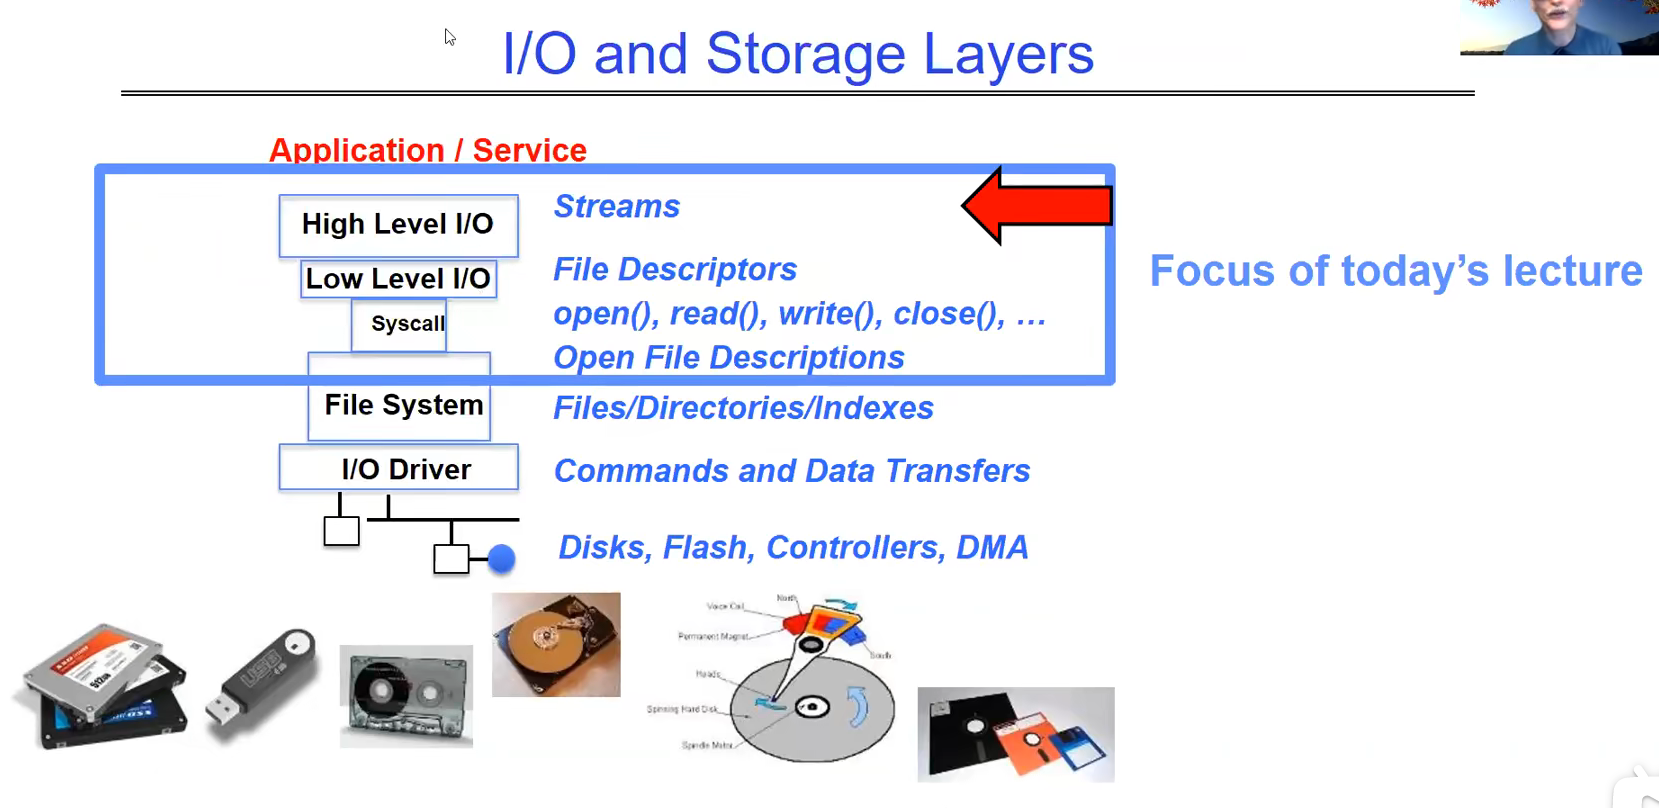 I/O and Storage Layers
Application / Service
High Level I/O
Streams
Low Level I/O
File Descriptors
Syscall
open(), read(), write(), close(), …
Open File Descriptions
Focus of today's lecture
File System
Files/Directories/Indexes
I/O Driver
Commands and Data Transfers
Disks, Flash, Controllers, DMA
512GB
USB
North
Voice Coil
Permanent Magnet
South
Heads
Spinning Hard Disk
Spindle Motor